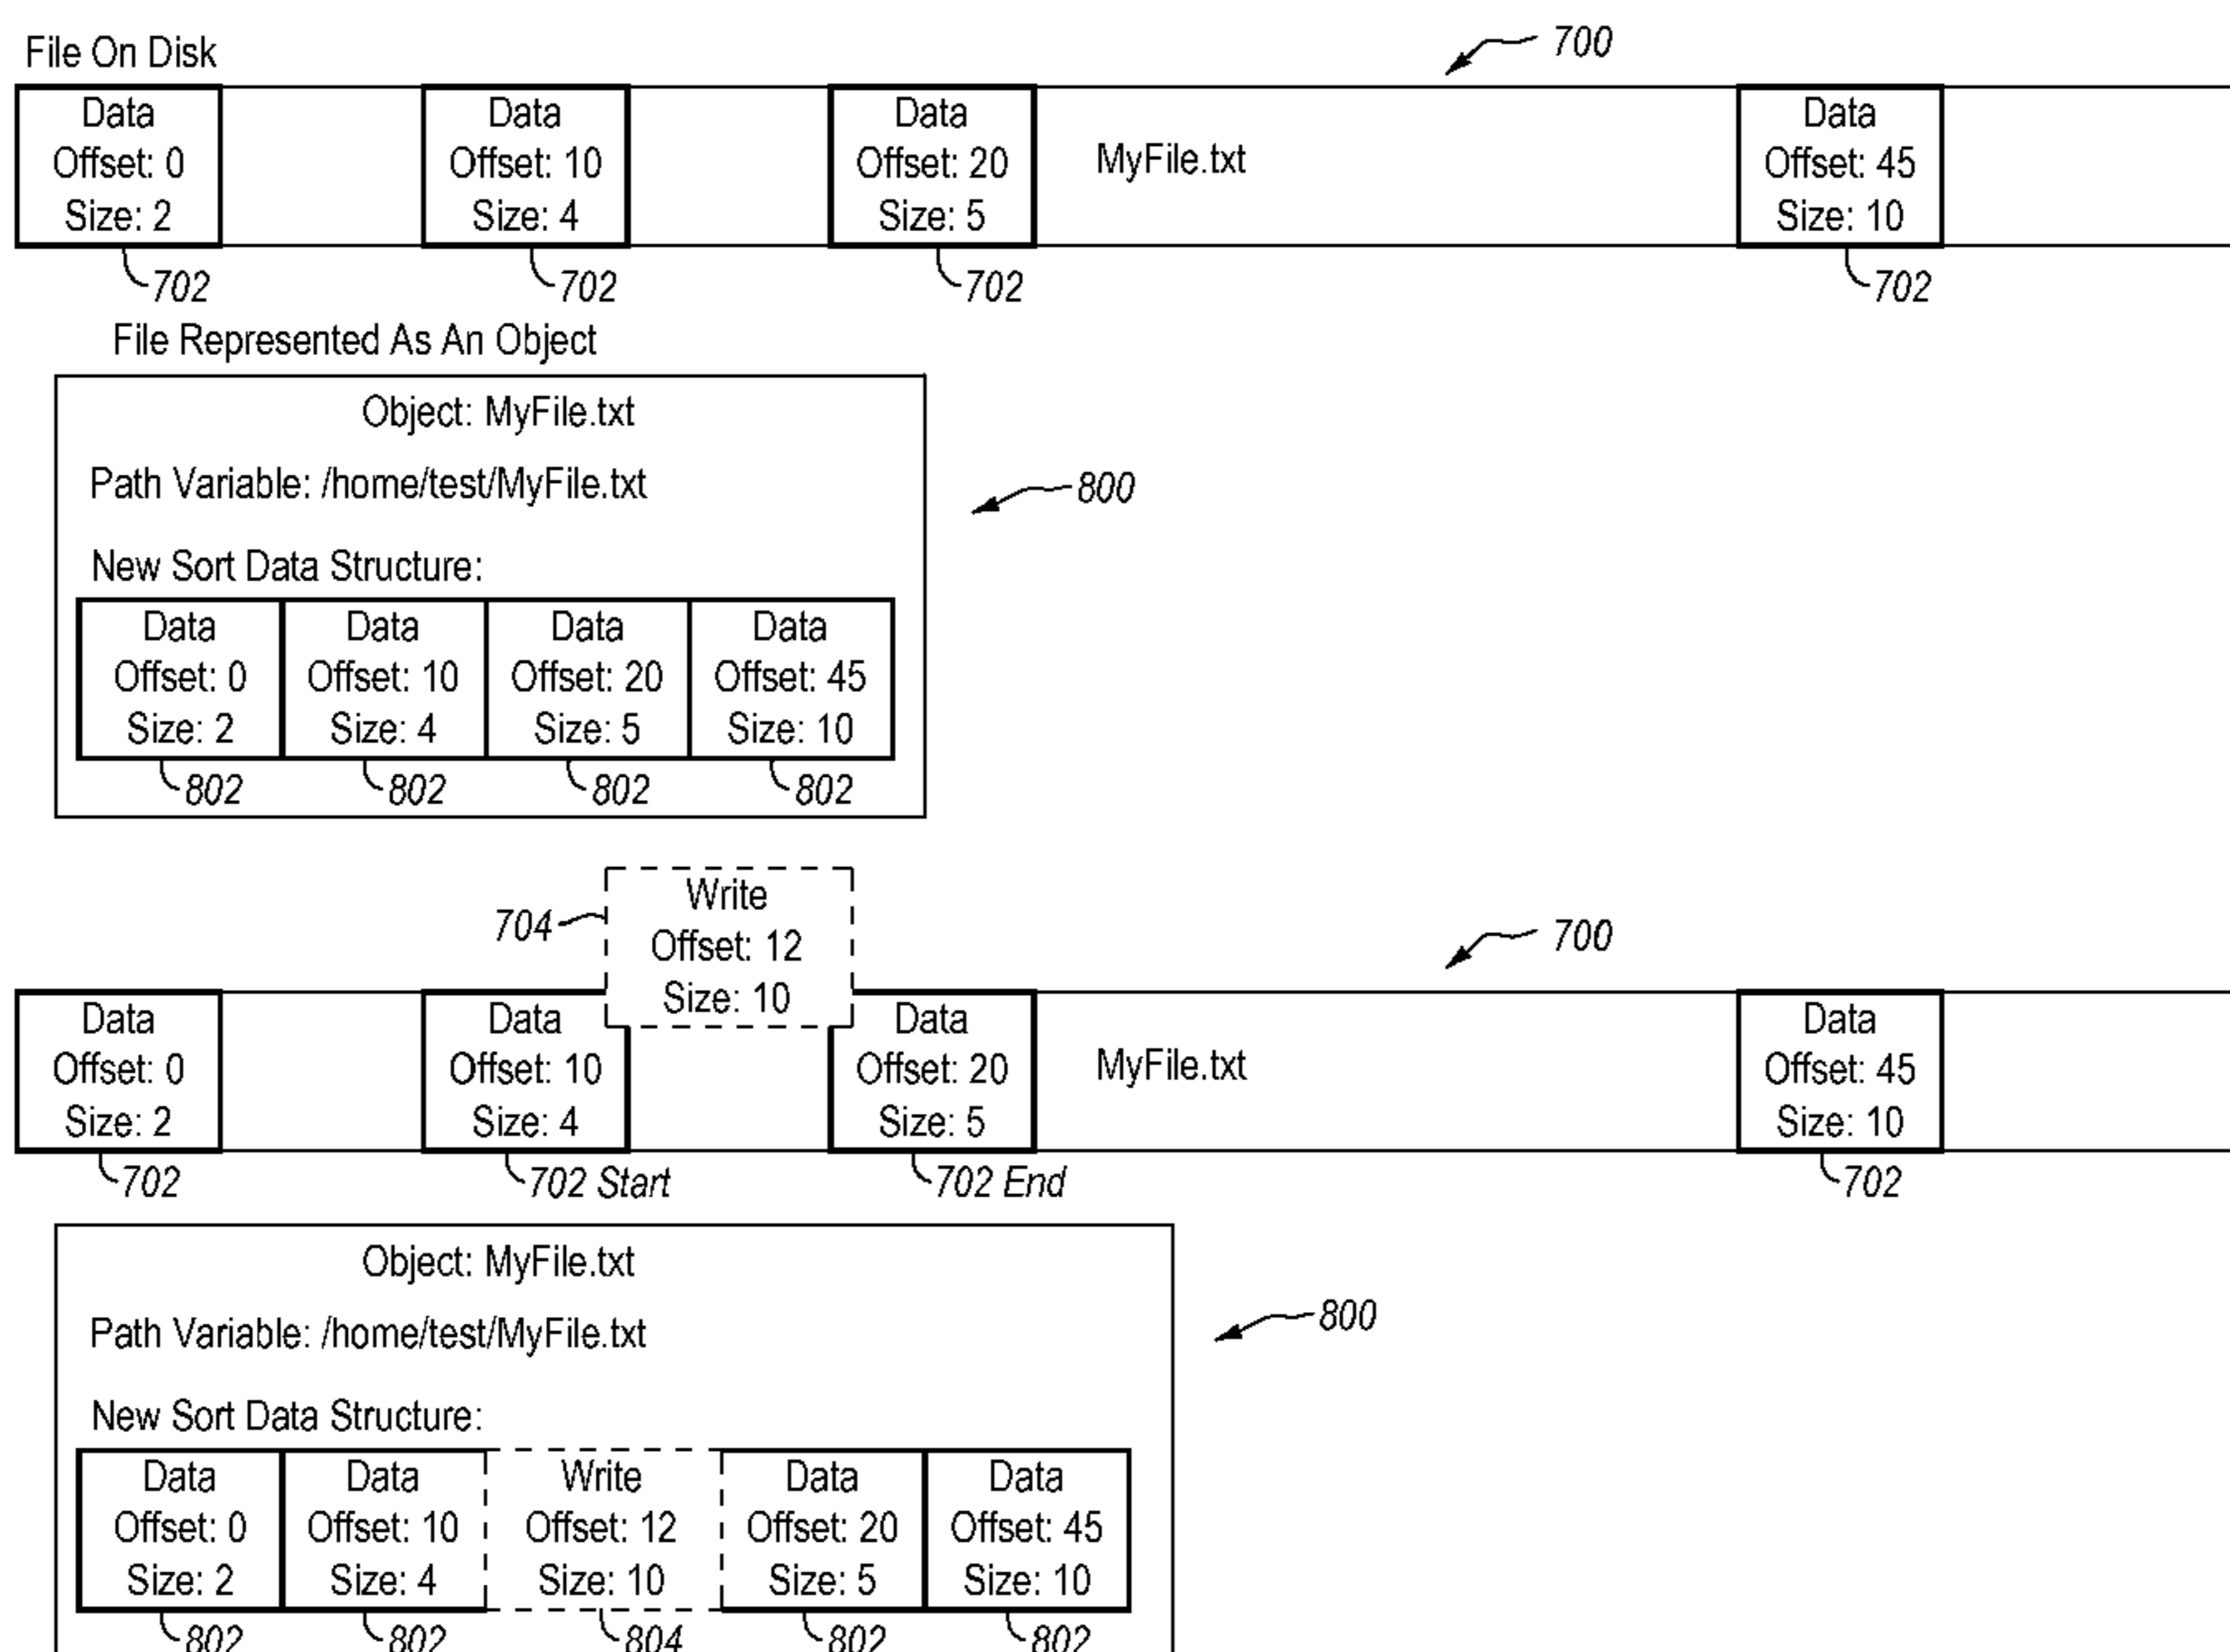 File On Disk
700
Data
Offset: 0
Size: 2
Data
Offset: 10
Size: 4
Data
Offset: 20
Size: 5
MyFile.txt
Data
Offset: 45
Size: 10
702
702
702
702
File Represented As An Object
Object: MyFile.txt
Path Variable: /home/test/MyFile.txt
800
New Sort Data Structure:
Data
Offset: 0
Size: 2
Data
Offset: 10
Size: 4
Data
Offset: 20
Size: 5
Data
Offset: 45
Size: 10
802
802
802
802
704
Write
Offset: 12
Size: 10
700
Data
Offset: 0
Size: 2
Data
Offset: 10
Size: 4
Data
Offset: 20
Size: 5
MyFile.txt
Data
Offset: 45
Size: 10
702
702 Start
702 End
702
Object: MyFile.txt
Path Variable: /home/test/MyFile.txt
800
New Sort Data Structure:
Data
Offset: 0
Size: 2
Data
Offset: 10
Size: 4
Write
Offset: 12
Size: 10
Data
Offset: 20
Size: 5
Data
Offset: 45
Size: 10
802
802
804
802
802